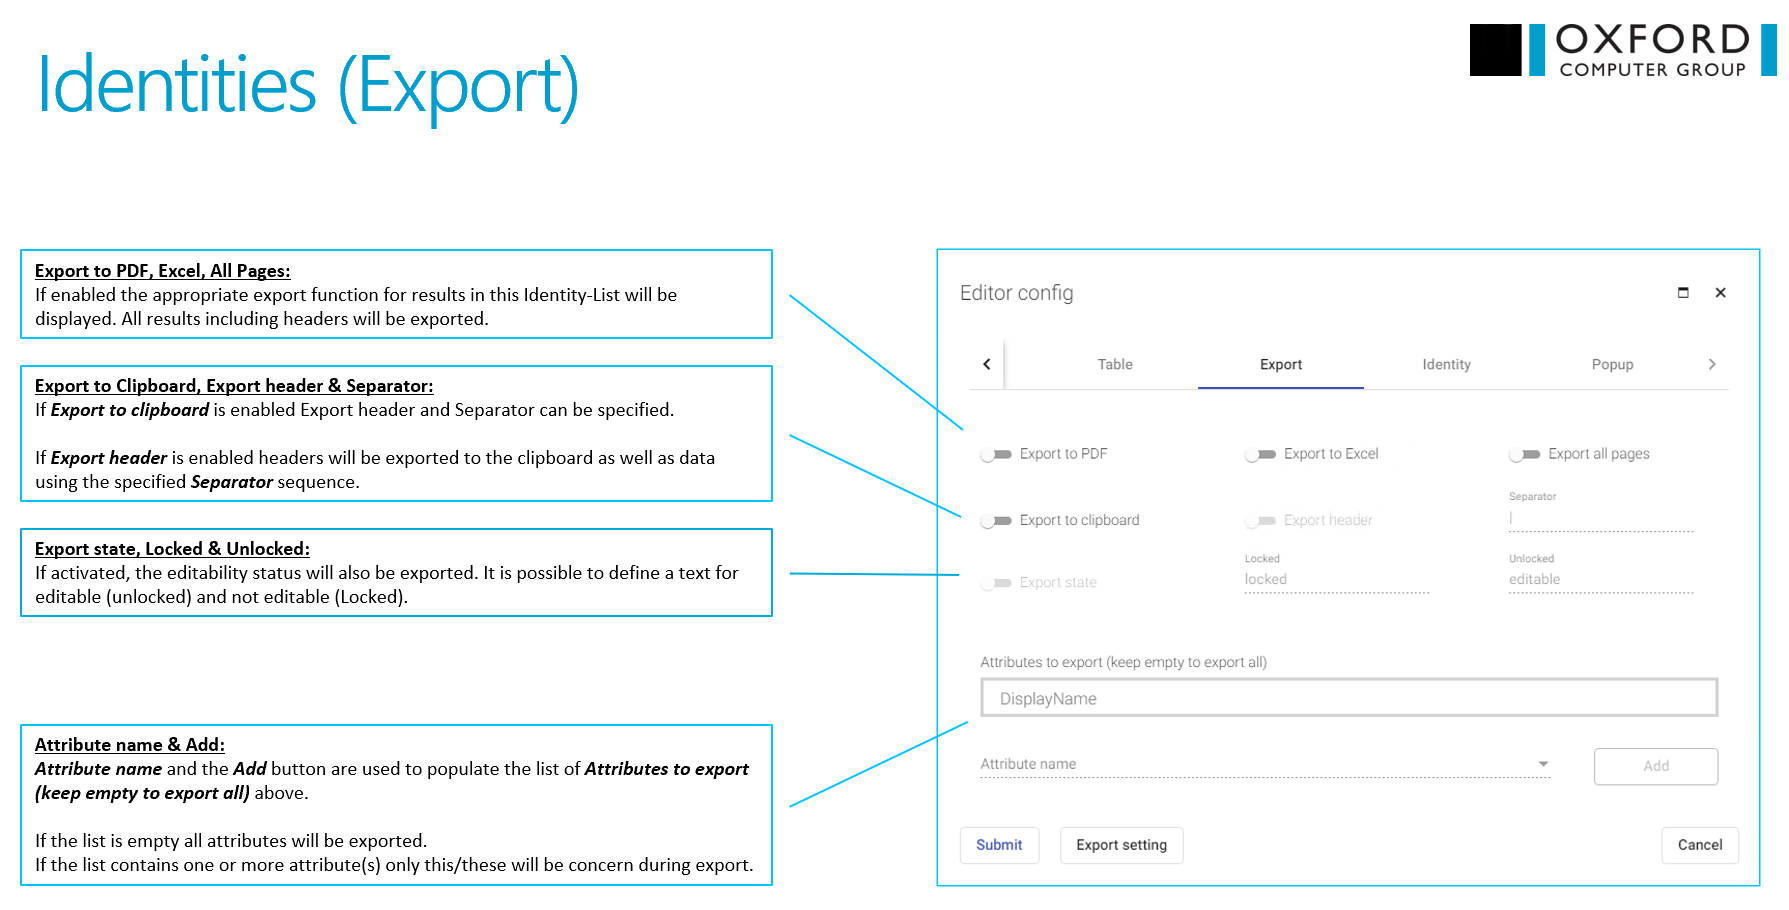 Identities (Export)
OXFORD
COMPUTER GROUP
Export to PDF, Excel, All Pages:
If enabled the appropriate export function for results in this Identity-List will be
displayed. All results including headers will be exported.
Export to Clipboard, Export header & Separator:
If Export to clipboard is enabled Export header and Separator can be specified.
If Export header is enabled headers will be exported to the clipboard as well as data
using the specified Separator sequence.
Export state, Locked & Unlocked:
If activated, the editability status will also be exported. It is possible to define a text for
editable (unlocked) and not editable (Locked).
Attribute name & Add:
Attribute name and the Add button are used to populate the list of Attributes to export
(keep empty to export all) above.
If the list is empty all attributes will be exported.
If the list contains one or more attribute(s) only this/these will be concern during export.
Editor config
Table Export Identity Popup
Export to PDF Export to Excel Export all pages
Separator
Export to clipboard Export header |
Locked Unlocked
Export state locked editable
Attributes to export (keep empty to export all)
DisplayName
Attribute name Add
Submit Export setting Cancel